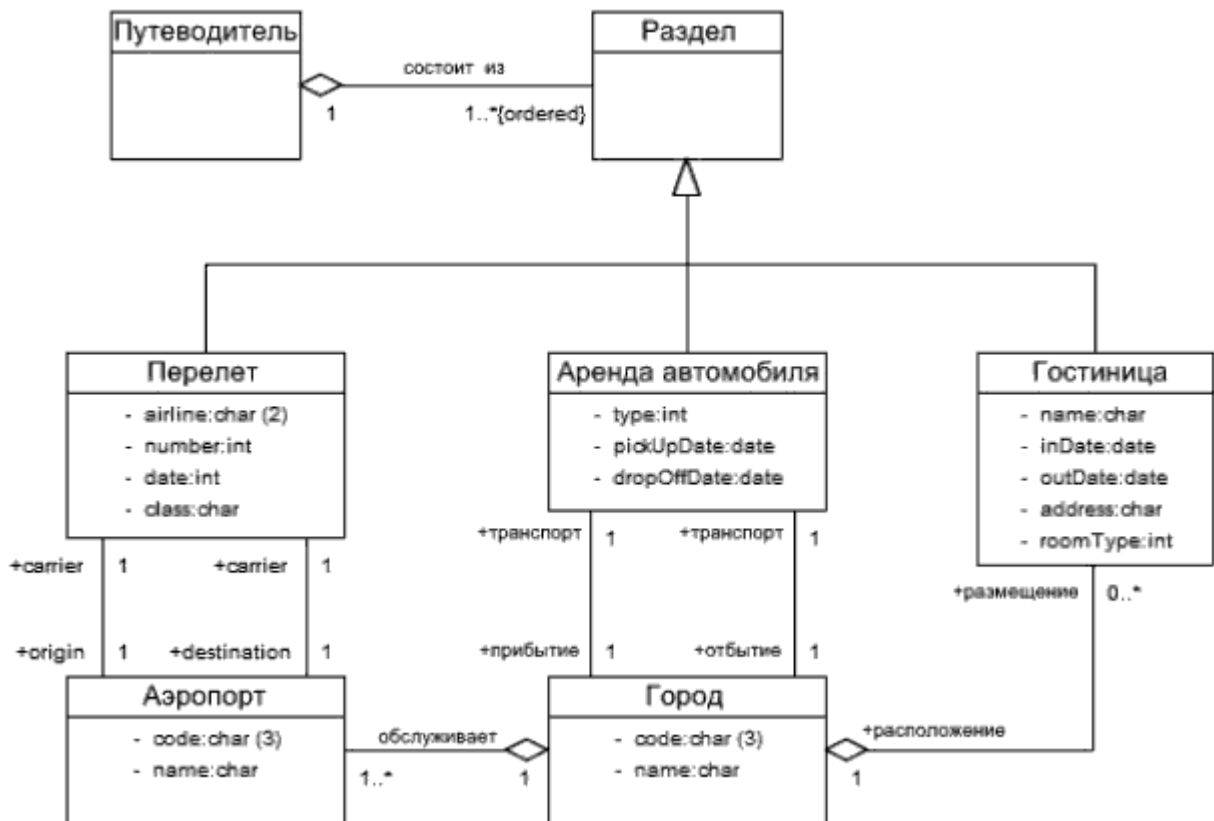 Путеводитель
Раздел
состоит из
1
1..*{ordered}
Перелет
- airline:char (2)
- number:int
- date:int
- class:char
Аренда автомобиля
- type:int
- pickUpDate:date
- dropOffDate:date
Гостиница
- name:char
- inDate:date
- outDate:date
- address:char
- roomType:int
+carrier 1 +carrier 1
+транспорт 1 +транспорт 1
+размещение 0..*
+origin 1 +destination 1
+прибытие 1 +отбытие 1
Аэропорт
- code:char (3)
- name:char
обслуживает
1..*
1
Город
- code:char (3)
- name:char
+расположение
1